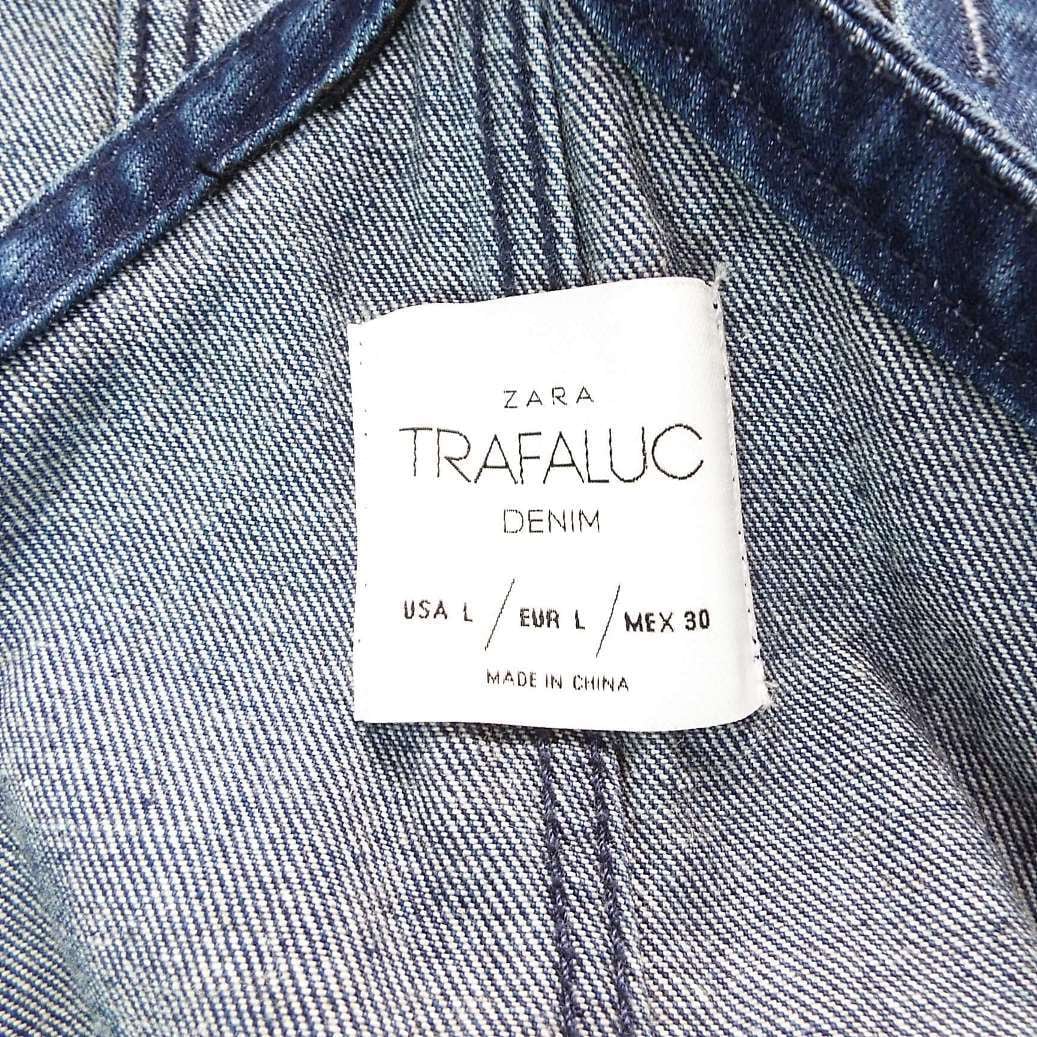 ZARA
TRAFALUC
DENIM
USA L / EUR L / MEX 30
MADE IN CHINA